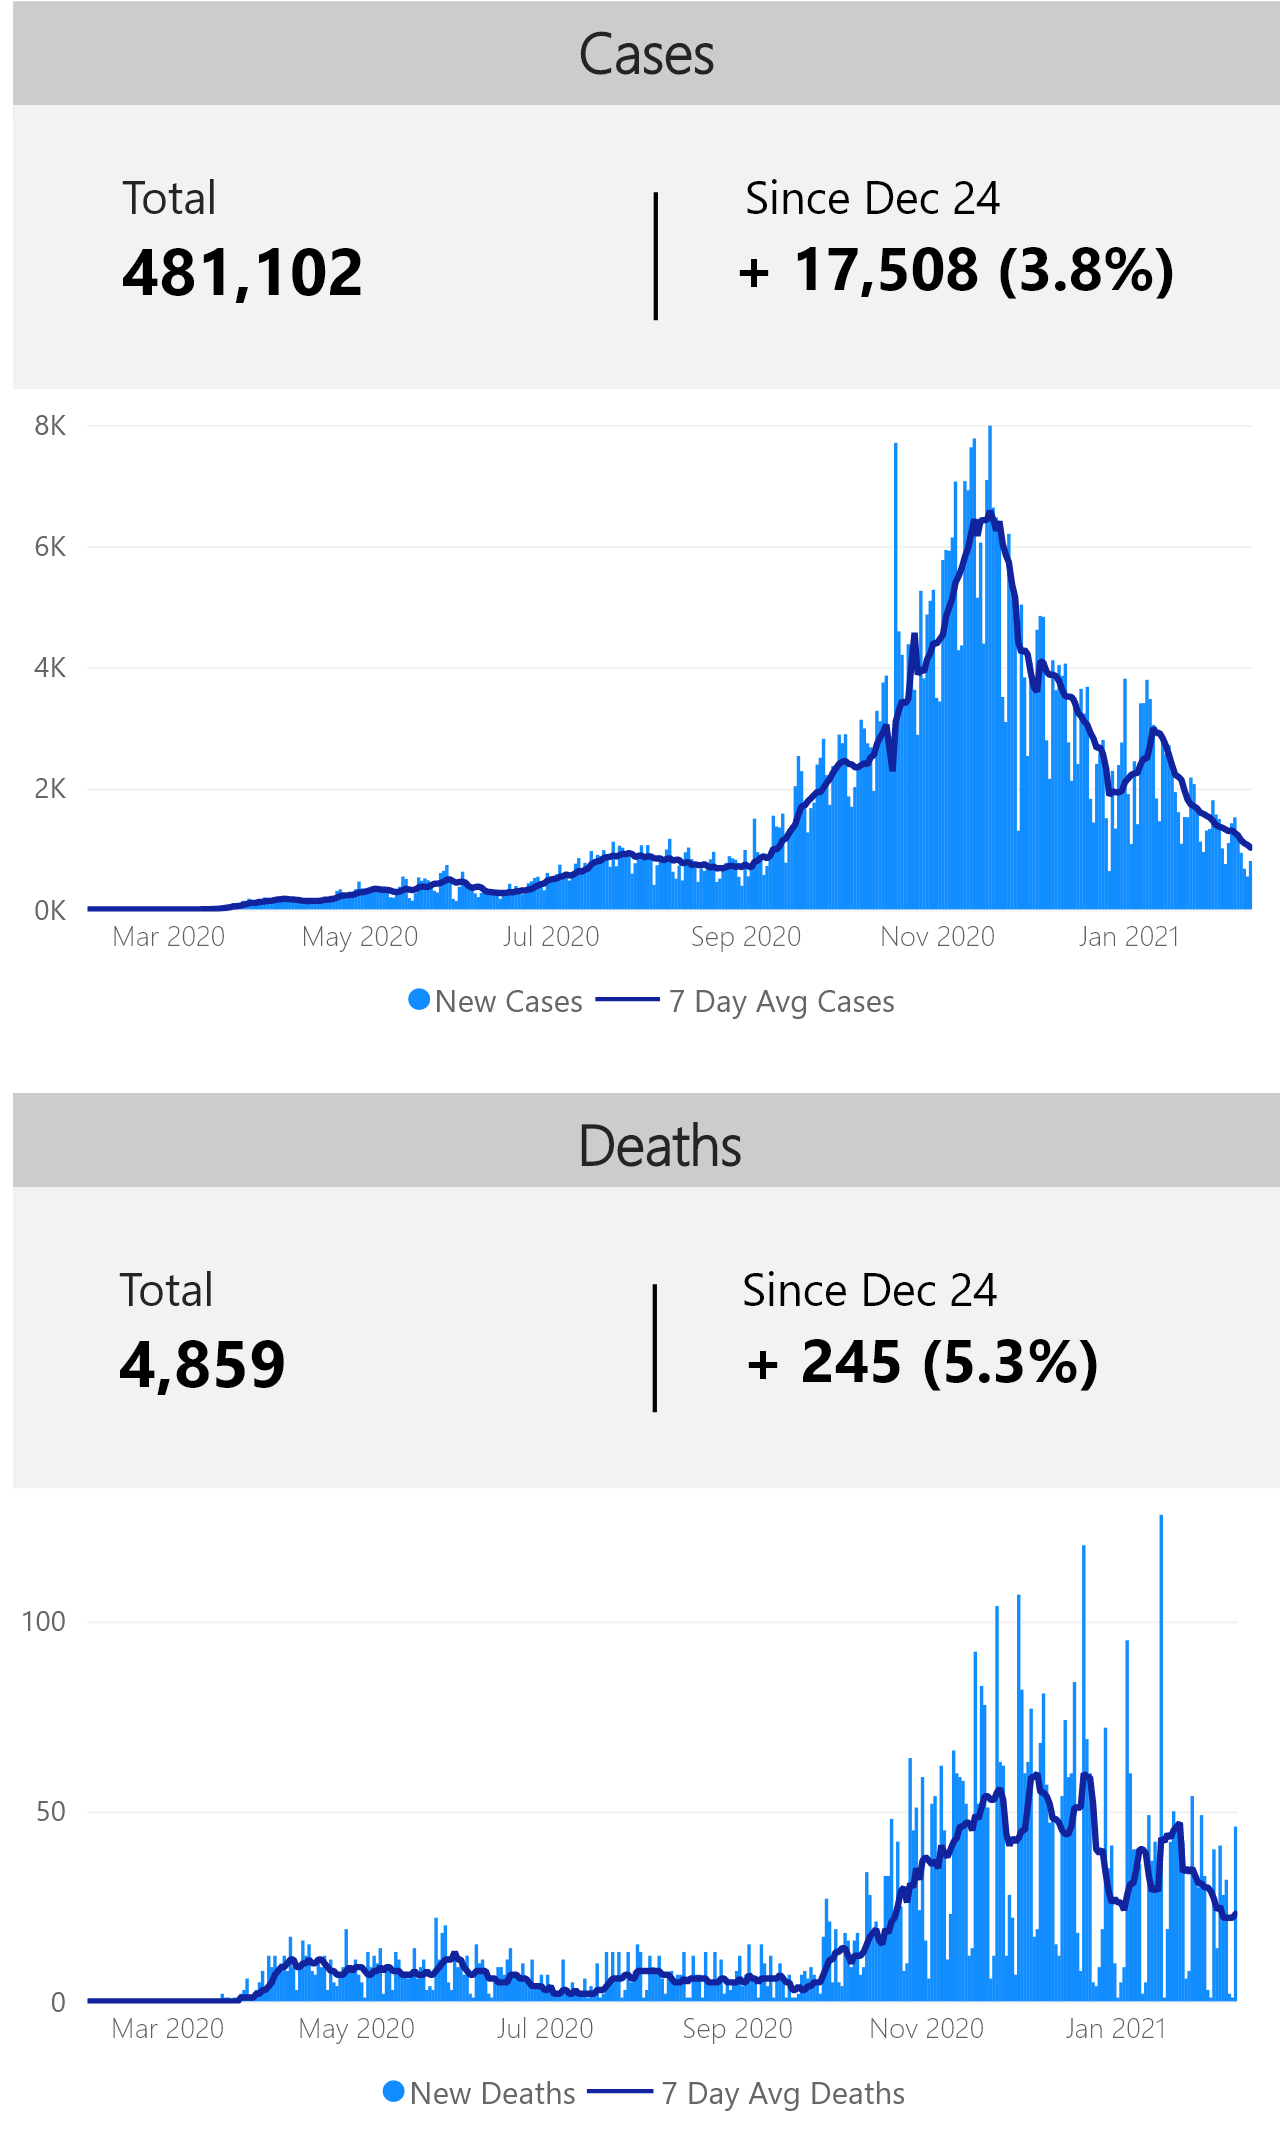 Cases
Total
Since Dec 24
481,102
+ 17,508 (3.8%)
8K
6K
4K
2K
0K
Mar 2020 May 2020 Jul 2020 Sep 2020 Nov 2020 Jan 2021
New Cases 7 Day Avg Cases
Deaths
Total
Since Dec 24
4,859
+ 245 (5.3%)
100
50
0
Mar 2020 May 2020 Jul 2020 Sep 2020 Nov 2020 Jan 2021
New Deaths 7 Day Avg Deaths